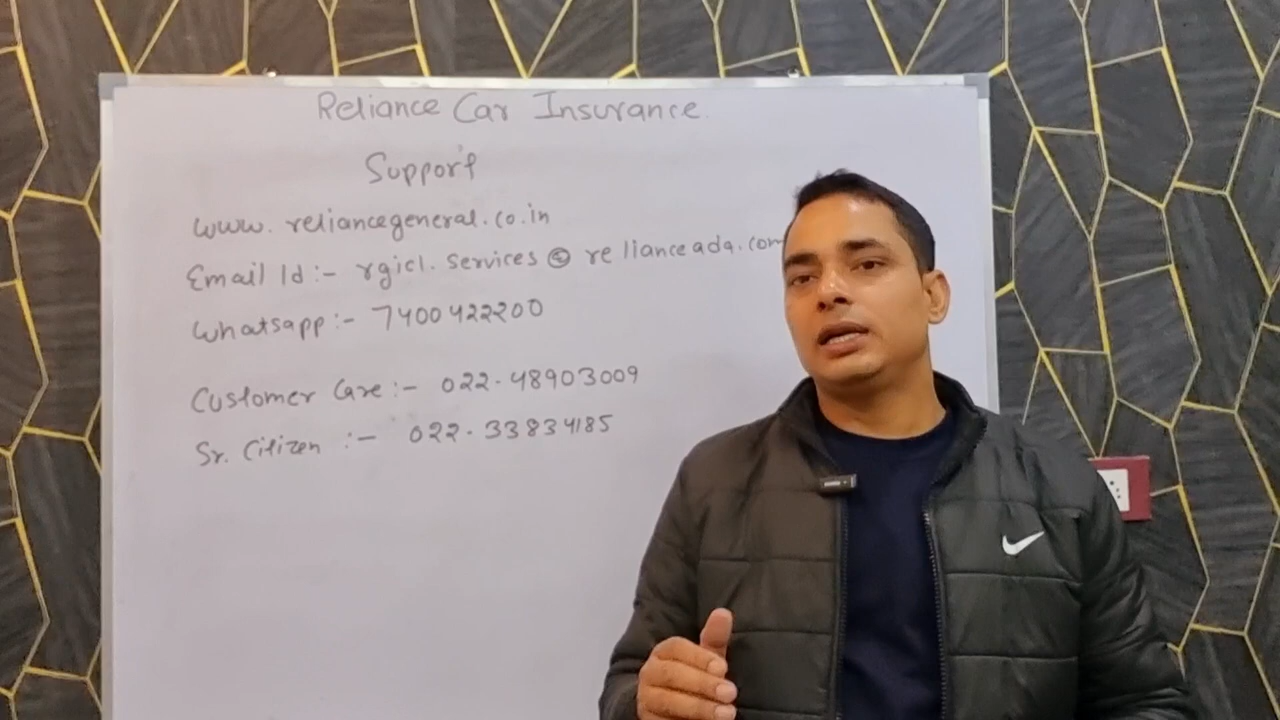 Reliance Car Insurance.
Support
www.reliancegeneral.co.in
Email Id :- rgicl.services@relianceada.com
Whatsapp :- 7400422200
Customer Care :- 022-48903009
Sr. Citizen :- 022-33834185